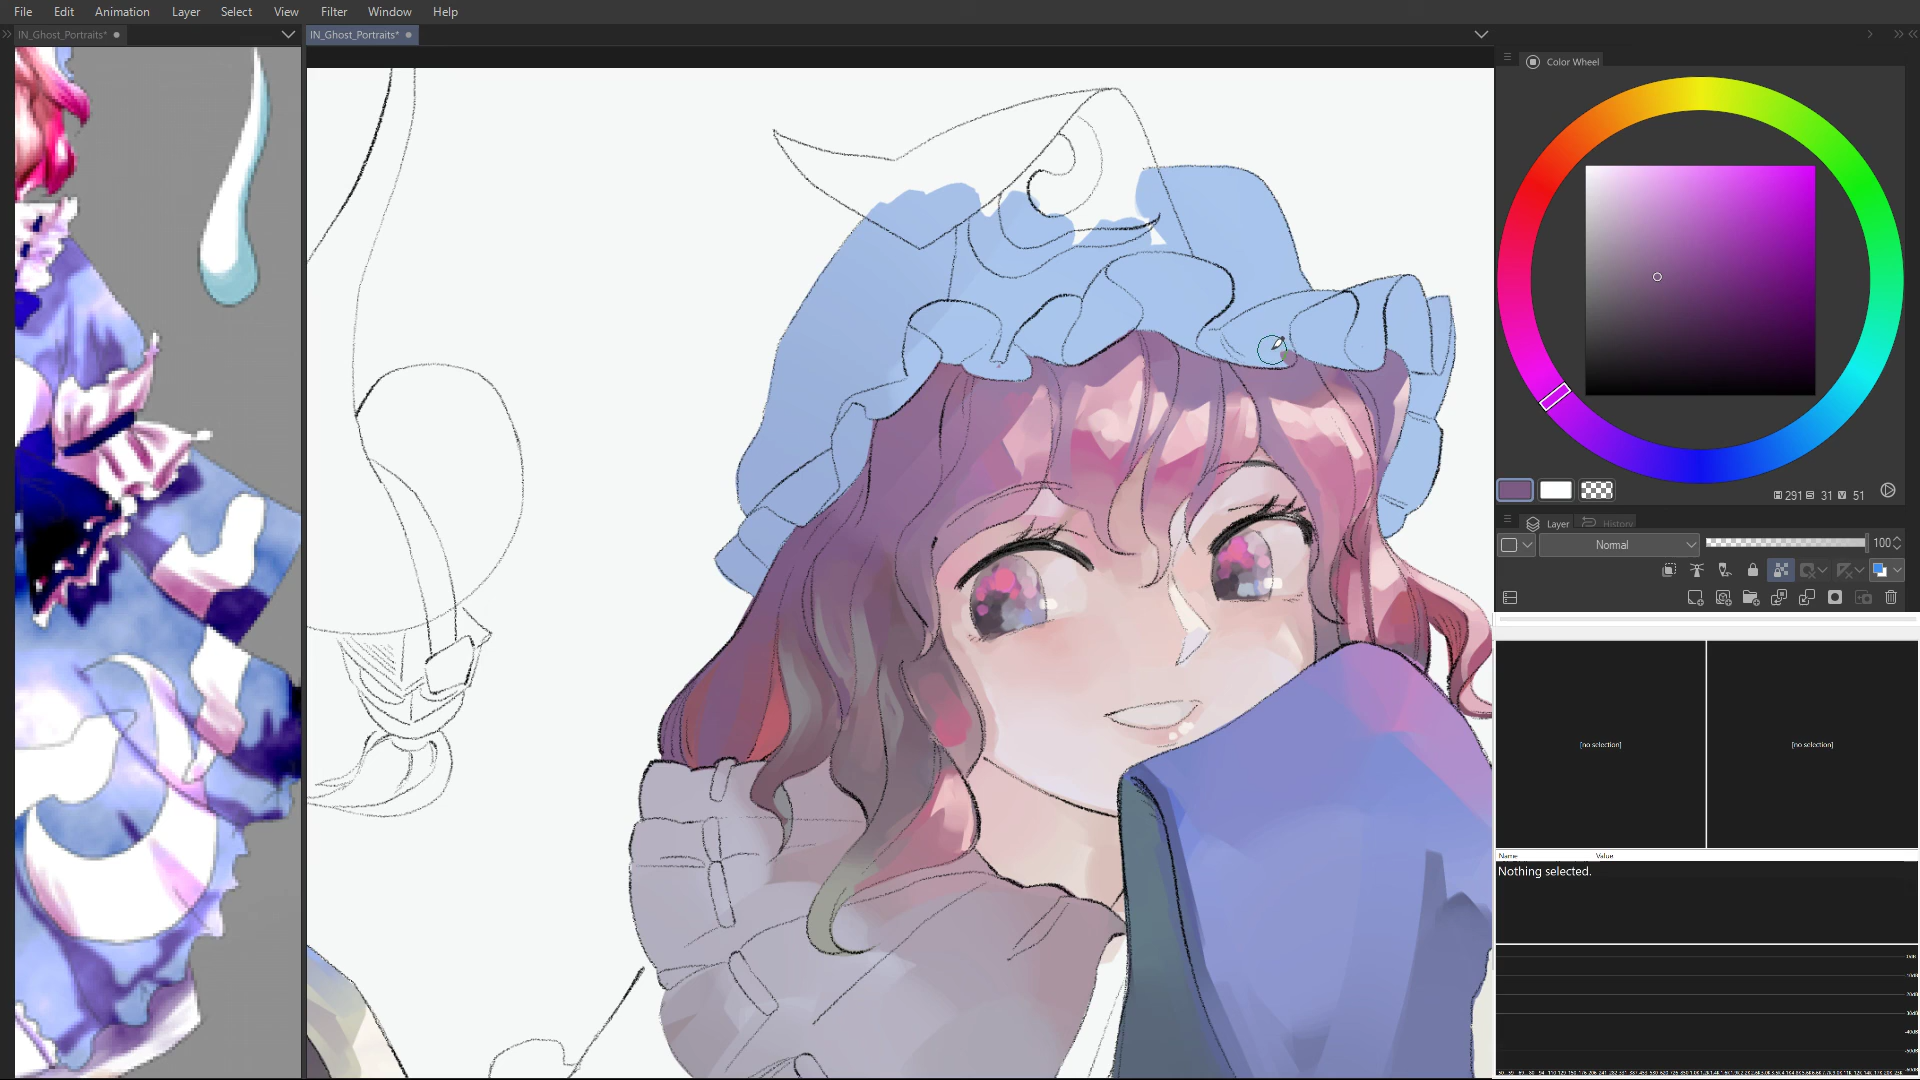 File Edit Animation Layer Select View Filter Window Help
IN_Ghost_Portraits*
IN_Ghost_Portraits*
Color Wheel
H 291 S 31 V 51
Layer
History
Normal
100
[no selection]
[no selection]
Name
Value
Nothing selected.